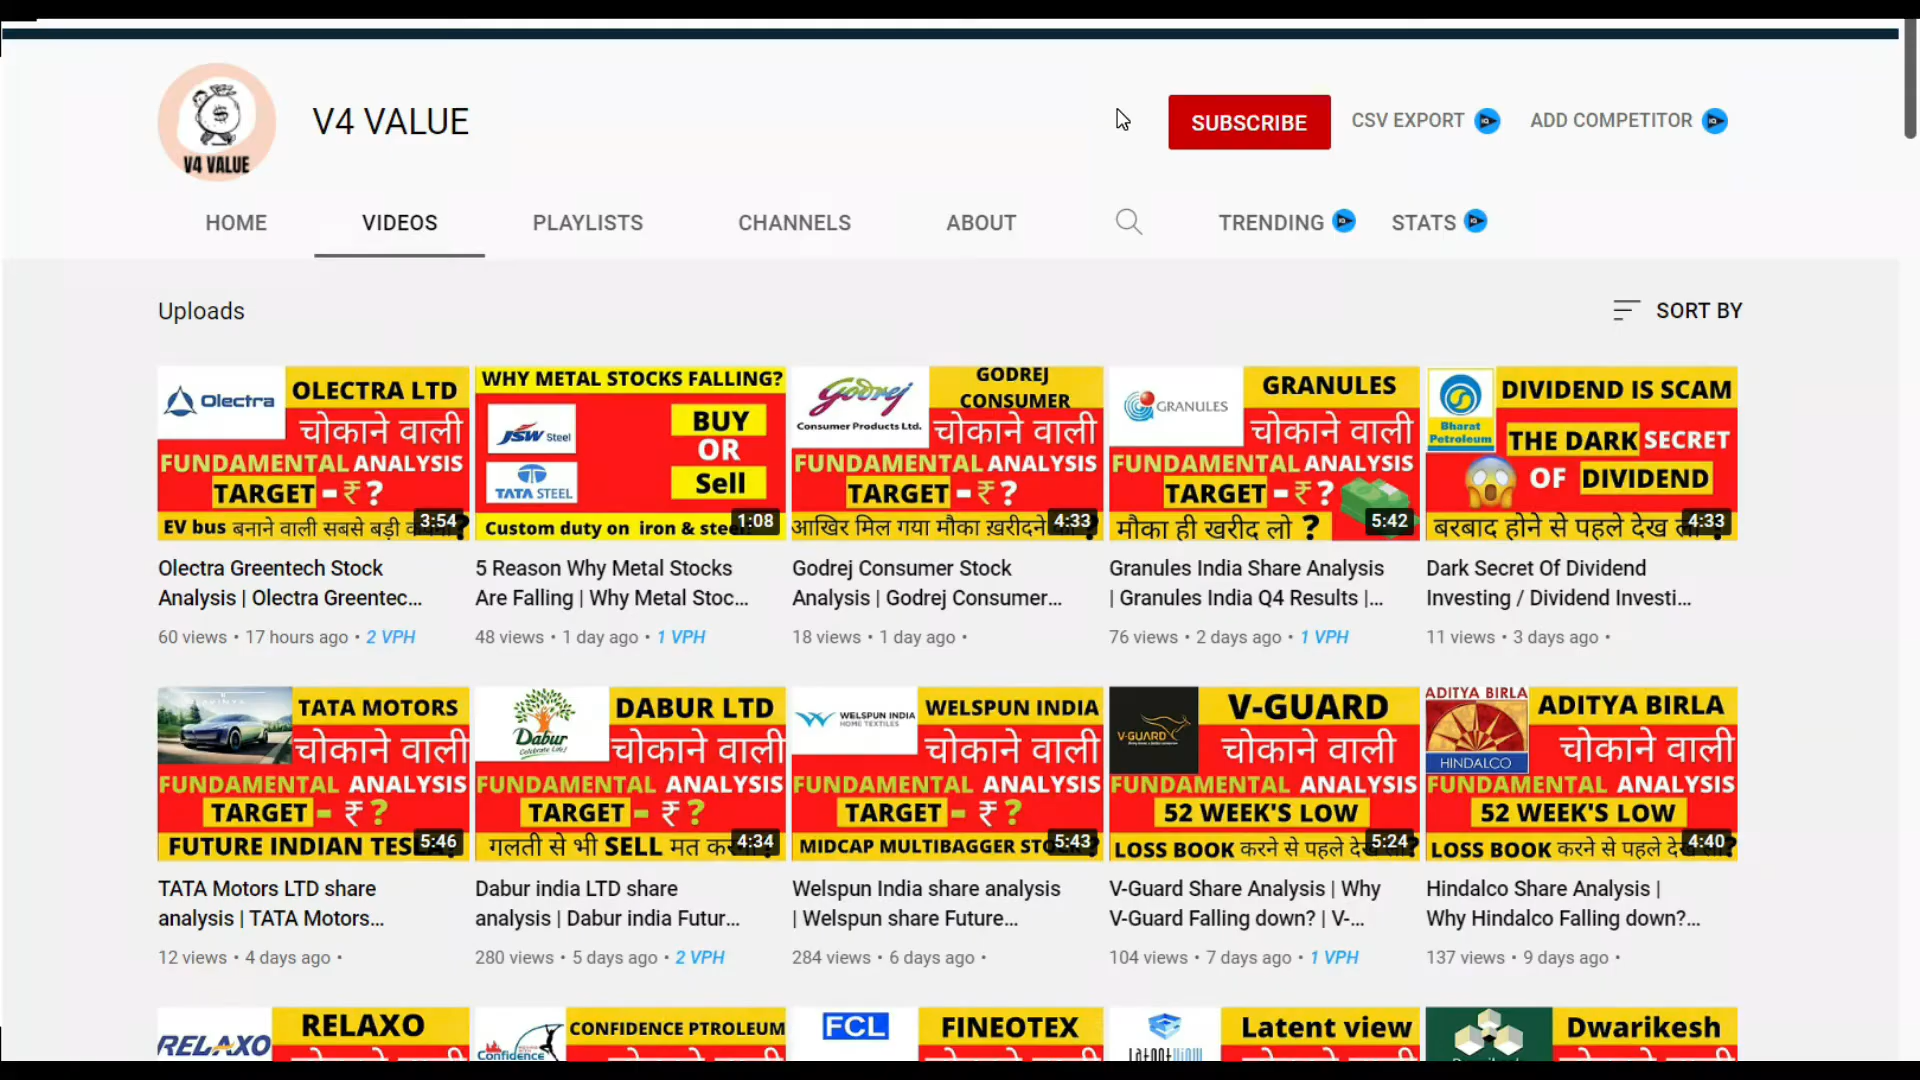 V4 VALUE
V4 VALUE
SUBSCRIBE
CSV EXPORT
ADD COMPETITOR
HOME
VIDEOS
PLAYLISTS
CHANNELS
ABOUT
TRENDING
STATS
Uploads
SORT BY
Olectra
OLECTRA LTD
चोकाने वाली
FUNDAMENTAL ANALYSIS
TARGET - ₹ ?
EV bus बनाने वाली सबसे बड़ी
3:54
WHY METAL STOCKS FALLING?
JSW Steel
TATA STEEL
BUY
OR
Sell
Custom duty on iron &
1:08
Godrej
Consumer Products Ltd.
GODREJ
CONSUMER
चोकाने वाली
FUNDAMENTAL ANALYSIS
TARGET - ₹ ?
आखिर मिल गया मौका ख़रीदने
4:33
GRANULES
GRANULES
चोकाने वाली
FUNDAMENTAL ANALYSIS
TARGET - ₹ ?
मौका ही खरीद लो ?
5:42
Bharat
Petroleum
DIVIDEND IS SCAM
THE DARK SECRET
OF DIVIDEND
बरबाद होने से पहले देख
4:33
Olectra Greentech Stock
Analysis | Olectra Greentec...
60 views • 17 hours ago • 2 VPH
5 Reason Why Metal Stocks
Are Falling | Why Metal Stoc...
48 views • 1 day ago • 1 VPH
Godrej Consumer Stock
Analysis | Godrej Consumer...
18 views • 1 day ago •
Granules India Share Analysis
| Granules India Q4 Results |...
76 views • 2 days ago • 1 VPH
Dark Secret Of Dividend
Investing / Dividend Investi...
11 views • 3 days ago •
TATA MOTORS
चोकाने वाली
FUNDAMENTAL ANALYSIS
TARGET - ₹ ?
FUTURE INDIAN
5:46
Dabur
Celebrate Life!
DABUR LTD
चोकाने वाली
FUNDAMENTAL ANALYSIS
TARGET - ₹ ?
गलती से भी SELL मत
4:34
WELSPUN INDIA
HOME TEXTILES
WELSPUN INDIA
चोकाने वाली
FUNDAMENTAL ANALYSIS
TARGET - ₹ ?
MIDCAP MULTIBAGGER
5:43
V-GUARD
V-GUARD
चोकाने वाली
FUNDAMENTAL ANALYSIS
52 WEEK'S LOW
LOSS BOOK करने से पहले
5:24
ADITYA BIRLA
HINDALCO
ADITYA BIRLA
चोकाने वाली
FUNDAMENTAL ANALYSIS
52 WEEK'S LOW
LOSS BOOK करने से पहले
4:40
TATA Motors LTD share
analysis | TATA Motors...
12 views • 4 days ago •
Dabur india LTD share
analysis | Dabur india Futur...
280 views • 5 days ago • 2 VPH
Welspun India share analysis
| Welspun share Future...
284 views • 6 days ago •
V-Guard Share Analysis | Why
V-Guard Falling down? | V-...
104 views • 7 days ago • 1 VPH
Hindalco Share Analysis |
Why Hindalco Falling down?...
137 views • 9 days ago •
RELAXO
RELAXO
Confidence
CONFIDENCE PTROLEUM
FCL
FINEOTEX
Latent view
Dwarikesh